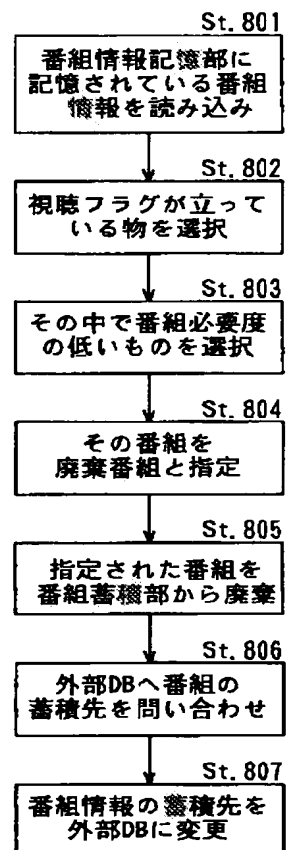 St.801
番組情報記憶部に
記憶されている番組
情報を読み込み
St.802
視聴フラグが立って
いる物を選択
St.803
その中で番組必要度
の低いものを選択
St.804
その番組を
廃棄番組と指定
St.805
指定された番組を
番組蓄積部から廃棄
St.806
外部DBへ番組の
蓄積先を問い合わせ
St.807
番組情報の蓄積先を
外部DBに変更